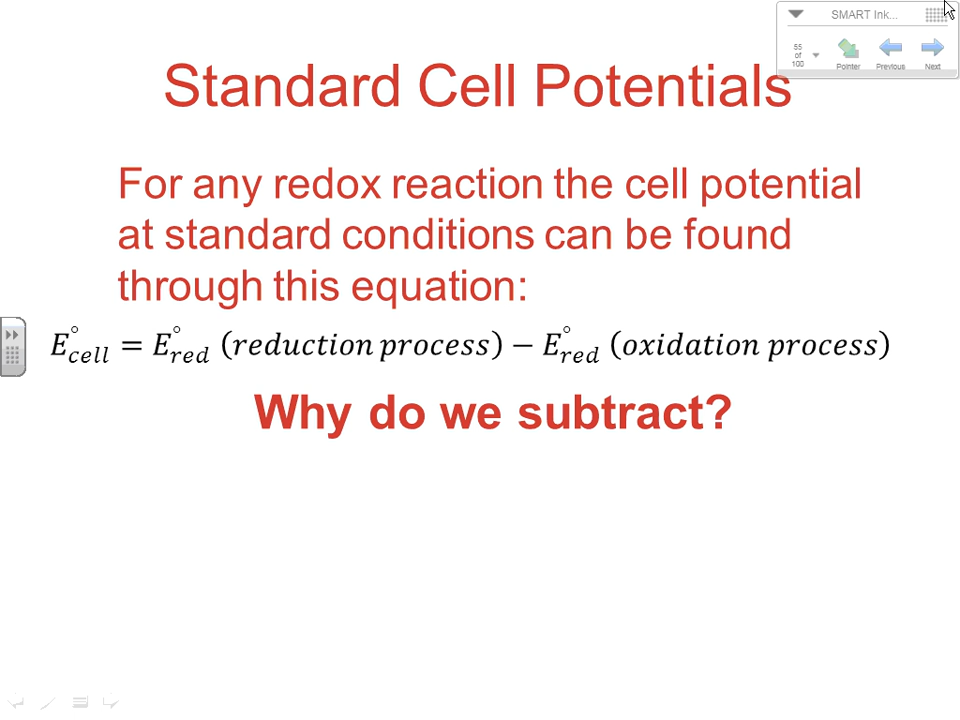 SMART Ink...
55
of
100
Pointer Previous Next
Standard Cell Potentials
For any redox reaction the cell potential
at standard conditions can be found
through this equation:
E°cell = E°red (reduction process) − E°red (oxidation process)
Why do we subtract?